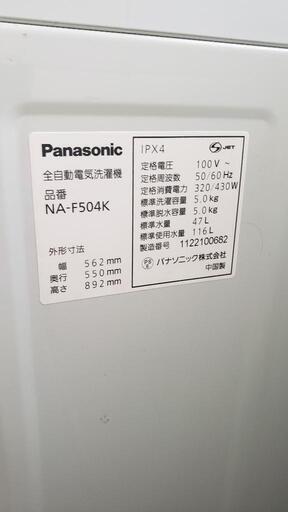 Panasonic
全自動電気洗濯機
品番
NA-F504K
外形寸法
幅 562mm
奥行 550mm
高さ 892mm
IPX4
S JET
定格電圧 100V～
定格周波数 50/60Hz
定格消費電力 320/430W
標準洗濯容量 5.0kg
標準脱水容量 5.0kg
標準水量 47L
標準使用水量 116L
製造番号 1122100682
PS E パナソニック株式会社
中国製